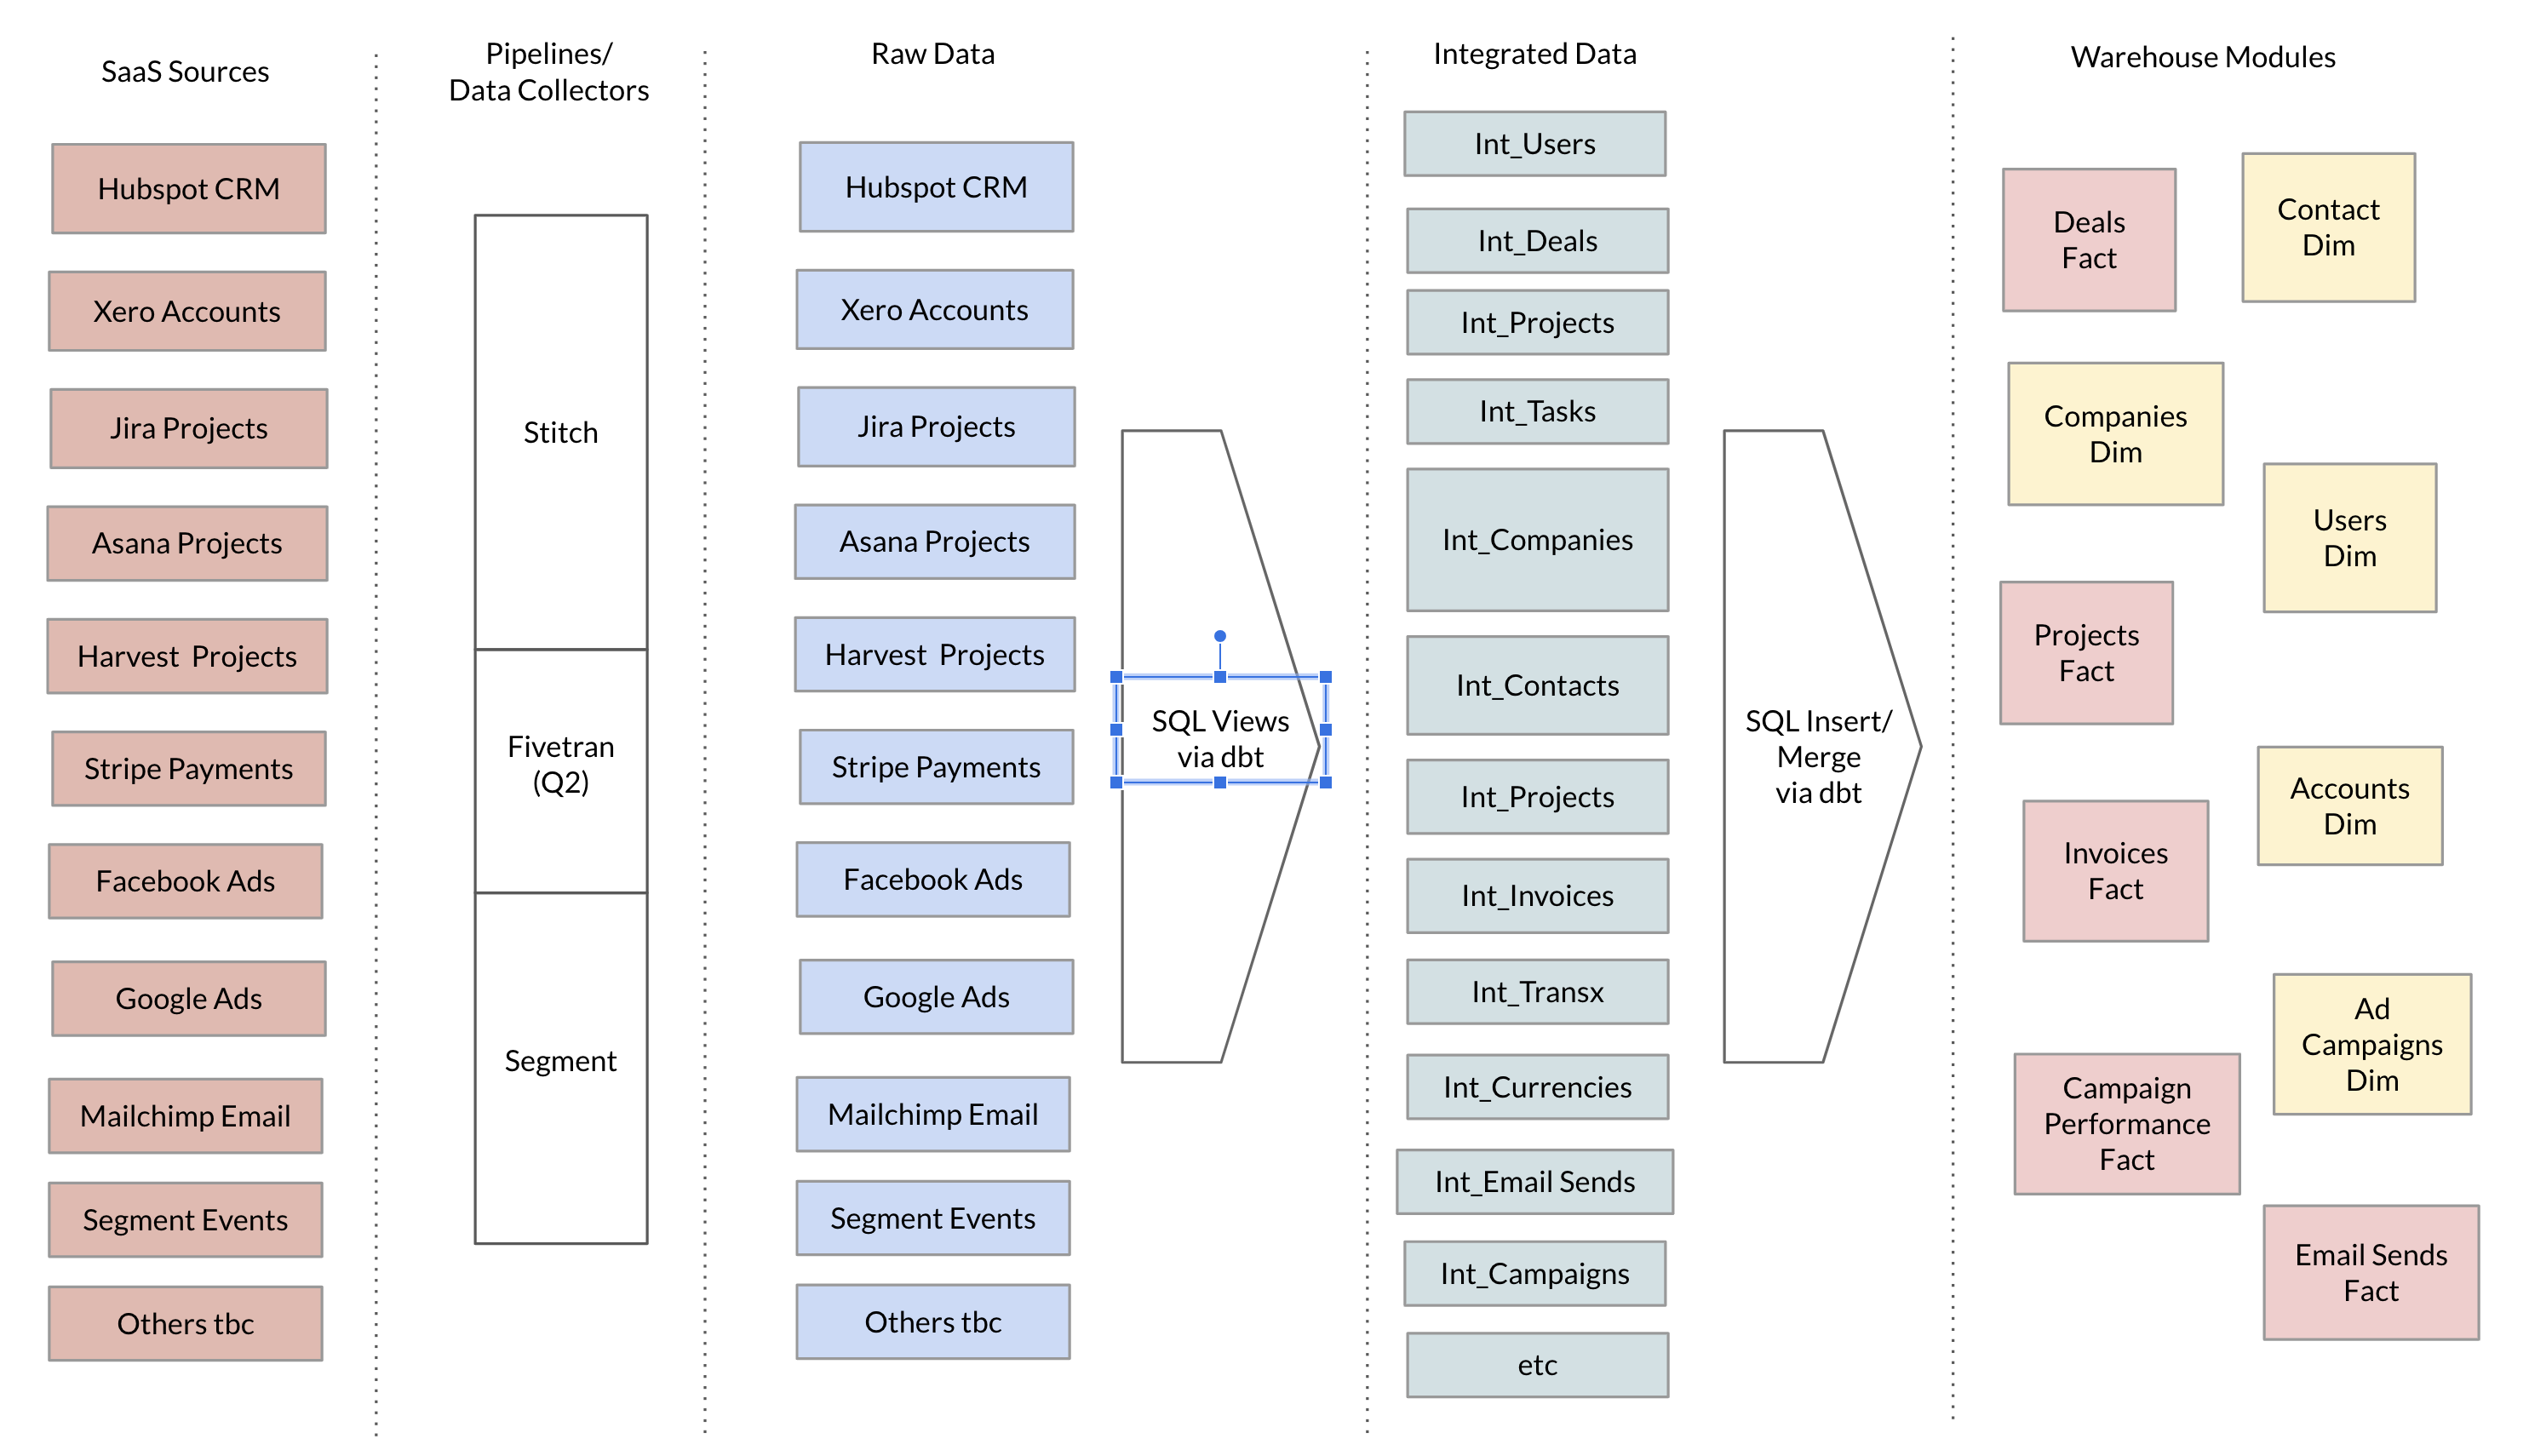 SaaS Sources
Hubspot CRM
Xero Accounts
Jira Projects
Asana Projects
Harvest  Projects
Stripe Payments
Facebook Ads
Google Ads
Mailchimp Email
Segment Events
Others tbc
Pipelines/
Data Collectors
Stitch
Fivetran
(Q2)
Segment
Raw Data
Hubspot CRM
Xero Accounts
Jira Projects
Asana Projects
Harvest  Projects
Stripe Payments
Facebook Ads
Google Ads
Mailchimp Email
Segment Events
Others tbc
SQL Views
via dbt
Integrated Data
Int_Users
Int_Deals
Int_Projects
Int_Tasks
Int_Companies
Int_Contacts
Int_Projects
Int_Invoices
Int_Transx
Int_Currencies
Int_Email Sends
Int_Campaigns
etc
SQL Insert/
Merge
via dbt
Warehouse Modules
Deals
Fact
Contact
Dim
Companies
Dim
Users
Dim
Projects
Fact
Accounts
Dim
Invoices
Fact
Ad
Campaigns
Dim
Campaign
Performance
Fact
Email Sends
Fact